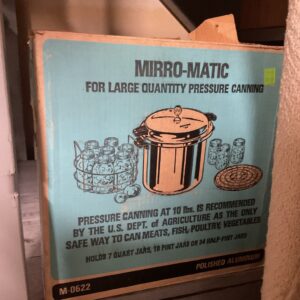 MIRRO-MATIC
FOR LARGE QUANTITY PRESSURE CANNING
PRESSURE CANNING AT 10 lbs. IS RECOMMENDED
BY THE U.S. DEPT. of AGRICULTURE AS THE ONLY
SAFE WAY TO CAN MEATS, FISH, POULTRY, VEGETABLES
HOLDS 7 QUART JARS, 18 PINT JARS OR 24 HALF-PINT JARS
POLISHED ALUMINUM
M-0622